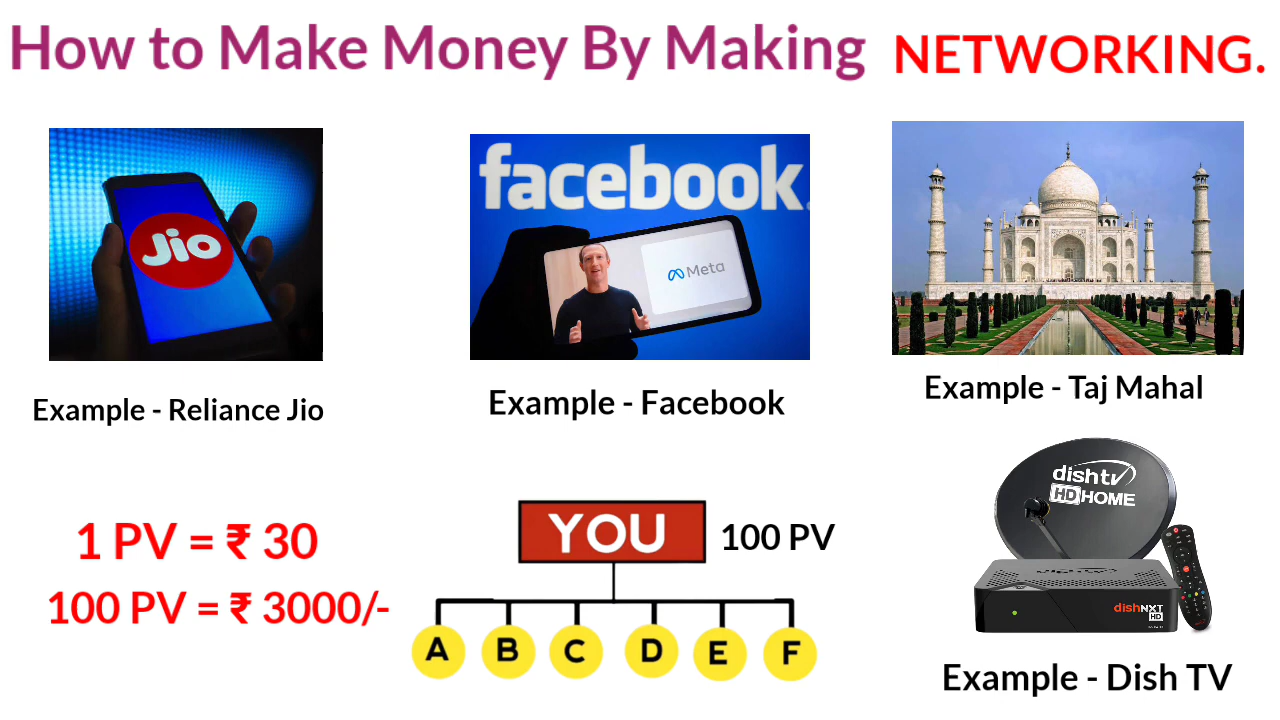 How to Make Money By Making NETWORKING.
Jio
facebook
Meta
Example - Reliance Jio
Example - Facebook
Example - Taj Mahal
1 PV = ₹ 30
100 PV = ₹ 3000/-
YOU
100 PV
A B C D E F
dishtv
HD HOME
dishtv
dishNXT
HD
Example - Dish TV